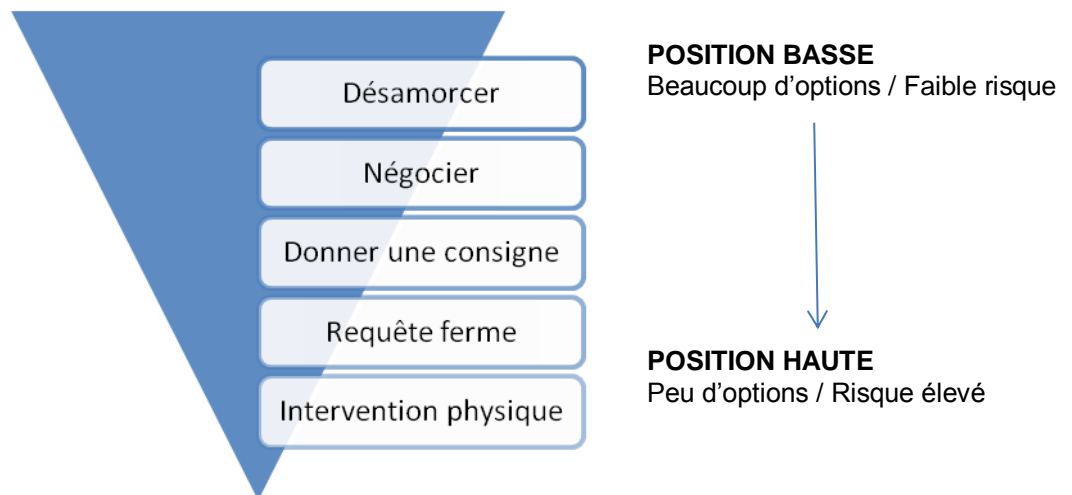 POSITION BASSE
Beaucoup d'options / Faible risque
Désamorcer
Négocier
Donner une consigne
Requête ferme
Intervention physique
POSITION HAUTE
Peu d'options / Risque élevé